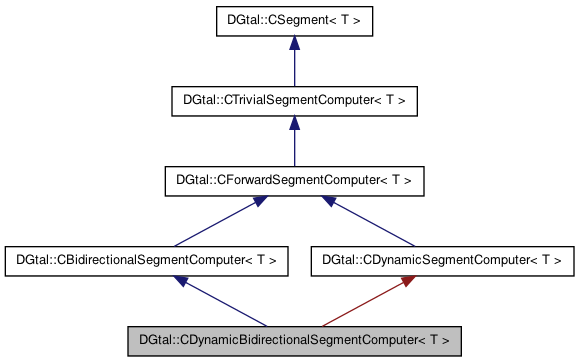 DGtal::CSegment< T >
DGtal::CTrivialSegmentComputer< T >
DGtal::CForwardSegmentComputer< T >
DGtal::CBidirectionalSegmentComputer< T >
DGtal::CDynamicSegmentComputer< T >
DGtal::CDynamicBidirectionalSegmentComputer< T >